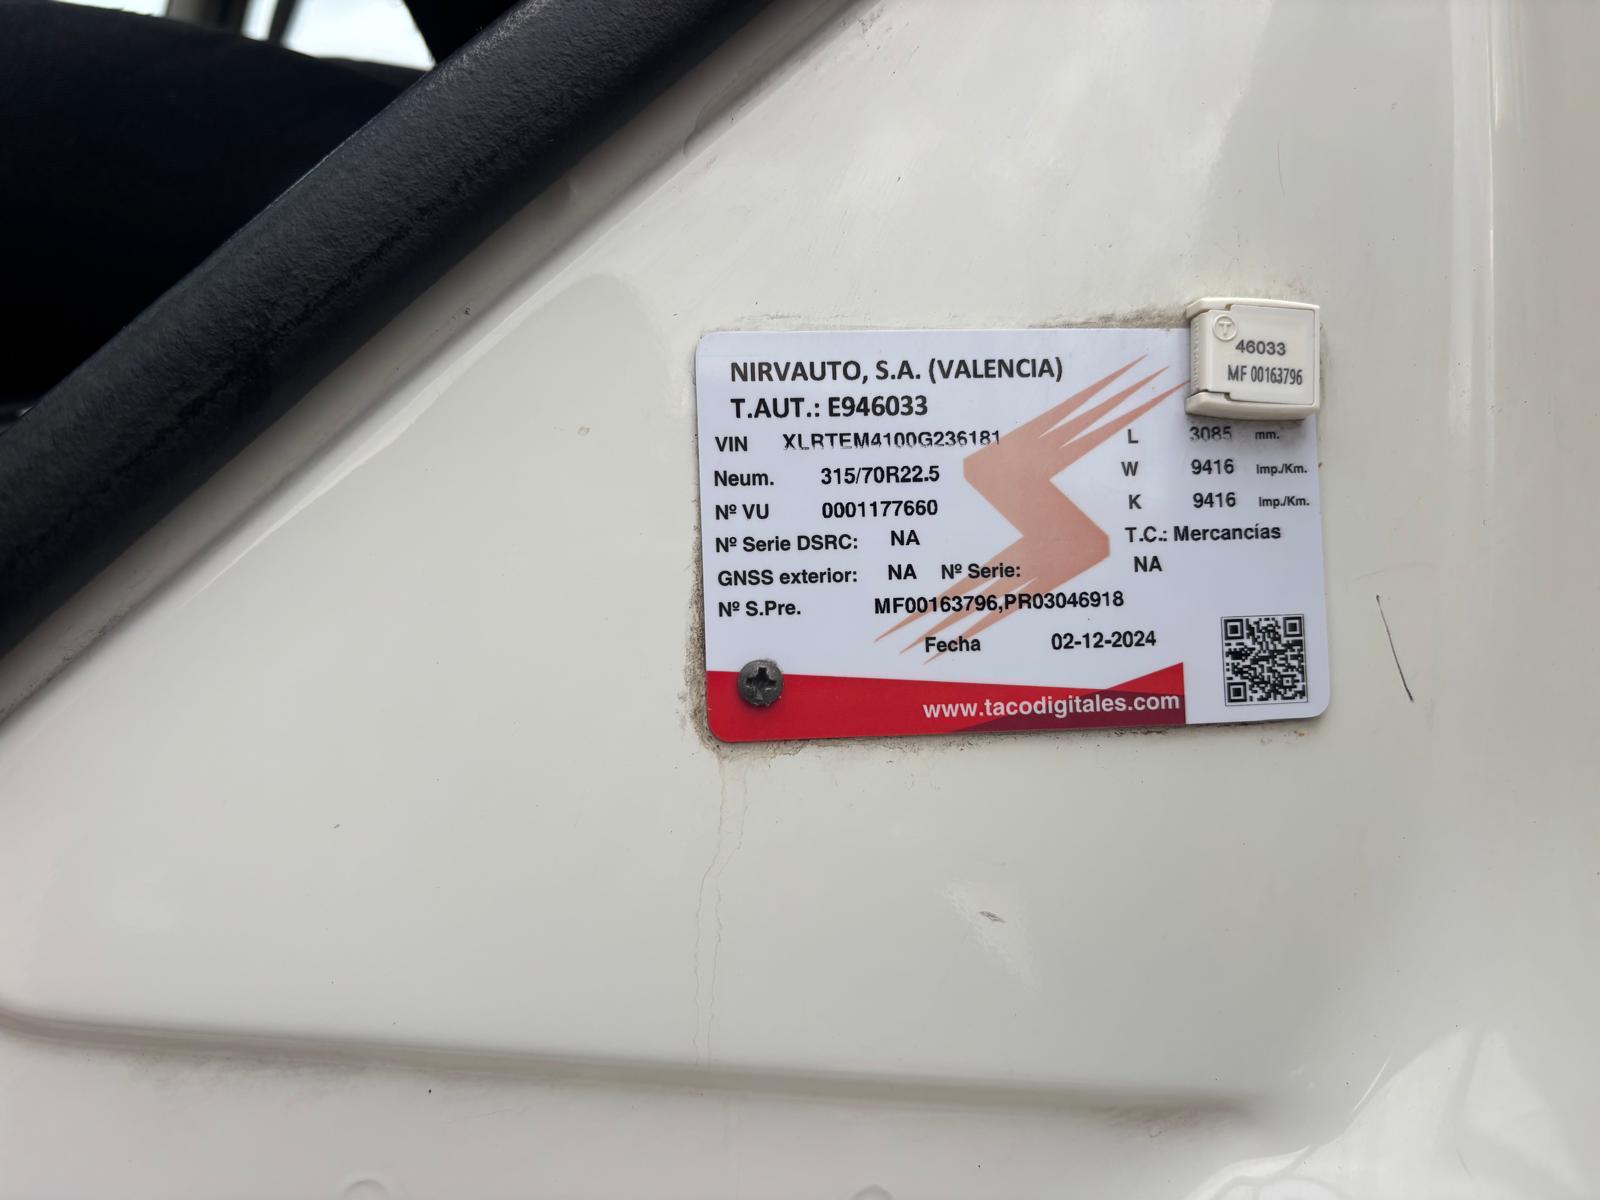 NIRVAUTO, S.A. (VALENCIA)
T.AUT.: E946033
T
46033
MF 00163796
VIN XLRTEM4100G236181 L 3085 mm.
Neum. 315/70R22.5 W 9416 Imp./Km.
Nº VU 0001177660 K 9416 Imp./Km.
Nº Serie DSRC: NA T.C.: Mercancías
GNSS exterior: NA Nº Serie: NA
Nº S.Pre. MF00163796,PR03046918
Fecha 02-12-2024
www.tacodigitales.com